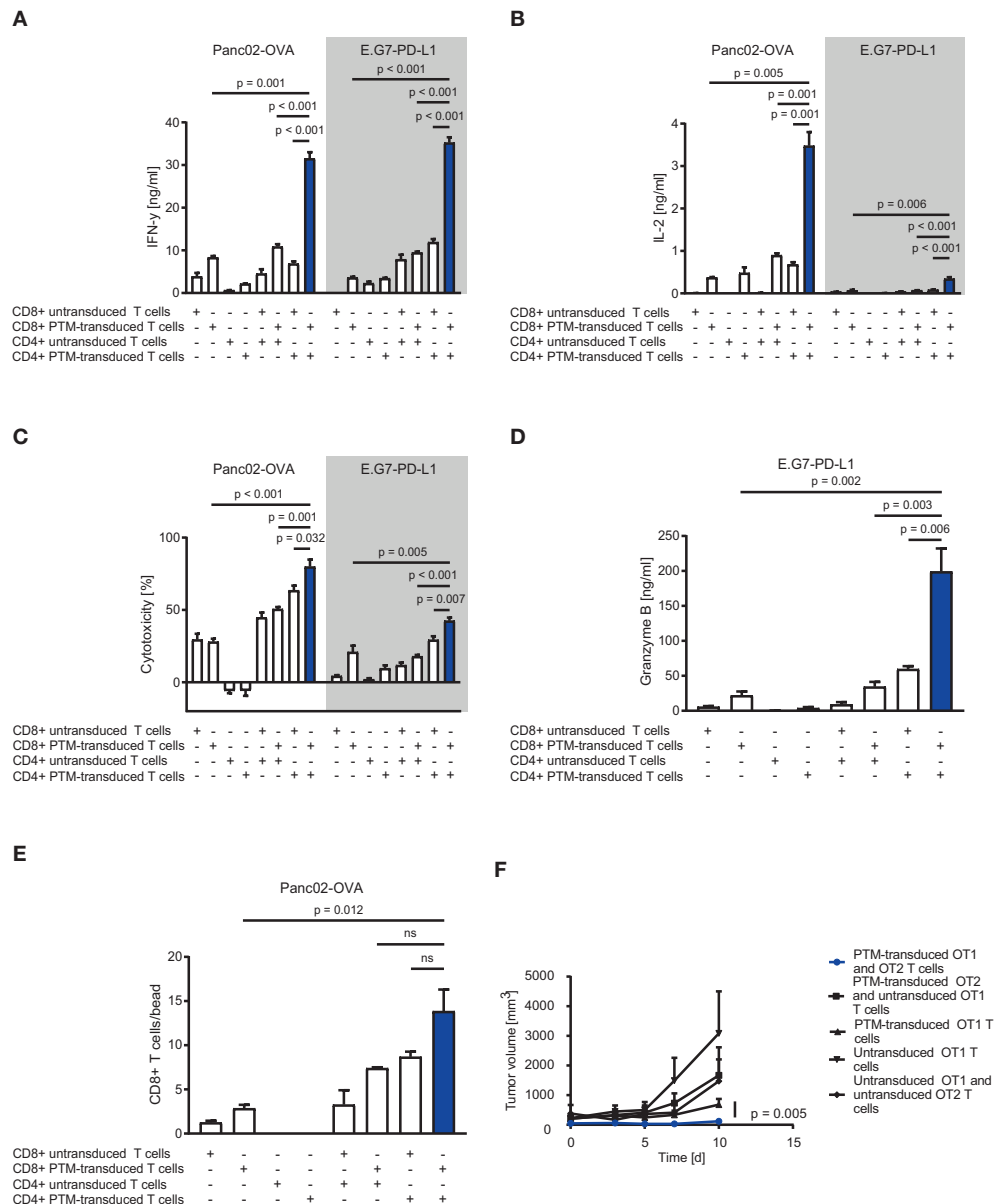 A
Panc02-OVA E.G7-PD-L1
p < 0.001
p = 0.001
p < 0.001
p < 0.001
p < 0.001
p < 0.001
IFN-y [ng/ml]
40
30
20
10
0
CD8+ untransduced T cells + - - - + - + - + - - - + - + -
CD8+ PTM-transduced T cells - + - - - + - + - + - - - + - +
CD4+ untransduced T cells - - + - + + - - - - + - + + - -
CD4+ PTM-transduced T cells - - - + - - + + - - - + - - + +
B
Panc02-OVA E.G7-PD-L1
p = 0.005
p = 0.001
p = 0.001
p = 0.006
p < 0.001
p < 0.001
IL-2 [ng/ml]
4
3
2
1
0
CD8+ untransduced T cells + - - - + - + - + - - - + - + -
CD8+ PTM-transduced T cells - + - - - + - + - + - - - + - +
CD4+ untransduced T cells - - + - + + - - - - + - + + - -
CD4+ PTM-transduced T cells - - - + - - + + - - - + - - + +
C
Panc02-OVA E.G7-PD-L1
p < 0.001
p = 0.001
p = 0.032
p = 0.005
p < 0.001
p = 0.007
Cytotoxicity [%]
100
50
0
CD8+ untransduced T cells + - - - + - + - + - - - + - + -
CD8+ PTM-transduced T cells - + - - - + - + - + - - - + - +
CD4+ untransduced T cells - - + - + + - - - - + - + + - -
CD4+ PTM-transduced T cells - - - + - - + + - - - + - - + +
D
E.G7-PD-L1
p = 0.002
p = 0.003
p = 0.006
Granzyme B [ng/ml]
250
200
150
100
50
0
CD8+ untransduced T cells + - - - + - + -
CD8+ PTM-transduced T cells - + - - - + - +
CD4+ untransduced T cells - - + - + + - -
CD4+ PTM-transduced T cells - - - + - - + +
E
Panc02-OVA
p = 0.012
ns
ns
CD8+ T cells/bead
20
15
10
5
0
CD8+ untransduced T cells + - - - + - + -
CD8+ PTM-transduced T cells - + - - - + - +
CD4+ untransduced T cells - - + - + + - -
CD4+ PTM-transduced T cells - - - + - - + +
F
Tumor volume [mm³]
5000
4000
3000
2000
1000
0
0 5 10 15
Time [d]
p = 0.005
PTM-transduced OT1
and OT2 T cells
PTM-transduced OT2
and untransduced OT1
T cells
PTM-transduced OT1 T
cells
Untransduced OT1 T
cells
Untransduced OT1 and
untransduced OT2 T
cells